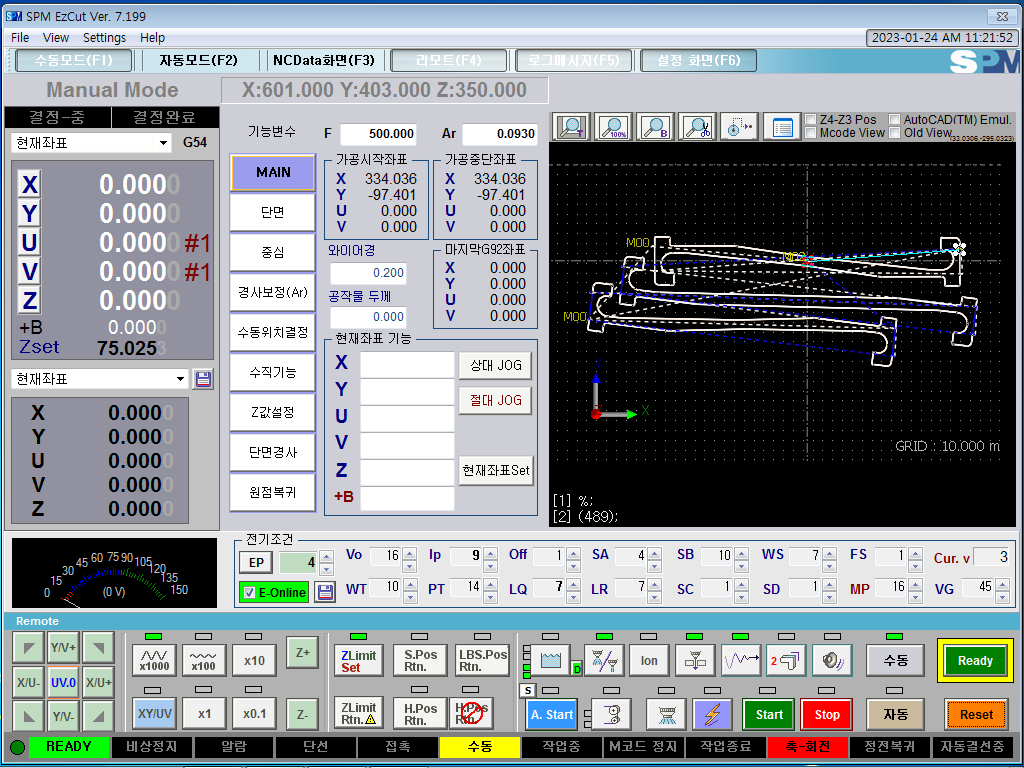 SPM EzCut Ver. 7.199
File View Settings Help
2023-01-24 AM 11:21:52
수동모드(F1) 자동모드(F2) NCData화면(F3) 리모트(F4) 로그메시지(F5) 설정 화면(F6)
SPM
Manual Mode X:601.000 Y:403.000 Z:350.000
결정-중 결정완료
현재좌표 G54
X 0.0000
Y 0.0000
U 0.0000 #1
V 0.0000 #1
Z 0.0000
+B 0.0000
Zset 75.0253
현재좌표
X 0.0000
Y 0.0000
U 0.0000
V 0.0000
Z 0.0000
기능변수 F 500.000 Ar 0.0930
MAIN
단면
중심
경사보정(Ar)
수동위치결정
수직기능
Z값설정
단면경사
원점복귀
가공시작좌표
X 334.036
Y -97.401
U 0.000
V 0.000
가공중단좌표
X 334.036
Y -97.401
U 0.000
V 0.000
와이어경
0.200
공작물 두께
0.000
마지막G92좌표
X 0.000
Y 0.000
U 0.000
V 0.000
현재좌표 기능
X
Y
U
V
Z
+B
상대 JOG
절대 JOG
현재좌표Set
T 100% B
Z4-Z3 Pos AutoCAD(TM) Emul.
Mcode View Old View
(33.0306,-295.0323)
M00
M00
Y
X
GRID : 10.000 m
[1] %;
[2] (489);
0 15 30 45 60 75 90 105 120 135 150
(0 V)
전기조건
EP 4 Vo 16 Ip 9 Off 1 SA 4 SB 10 WS 7 FS 1 Cur. v 3
E-Online WT 10 PT 14 LQ 7 LR 7 SC 1 SD 1 MP 16 VG 45
Remote
Y/V+
X/U- UV.0 X/U+
Y/V-
x1000 x100 x10 Z+
XY/UV x1 x0.1 Z-
ZLimit Set S.Pos Rtn. LBS.Pos Rtn.
ZLimit Rtn. H.Pos Rtn.
D Ion 2 수동 Ready
S
A. Start Start Stop 자동 Reset
READY 비상정지 알람 단선 접촉 수동 작업중 M코드 정지 작업종료 축-회전 정전복귀 자동결선중